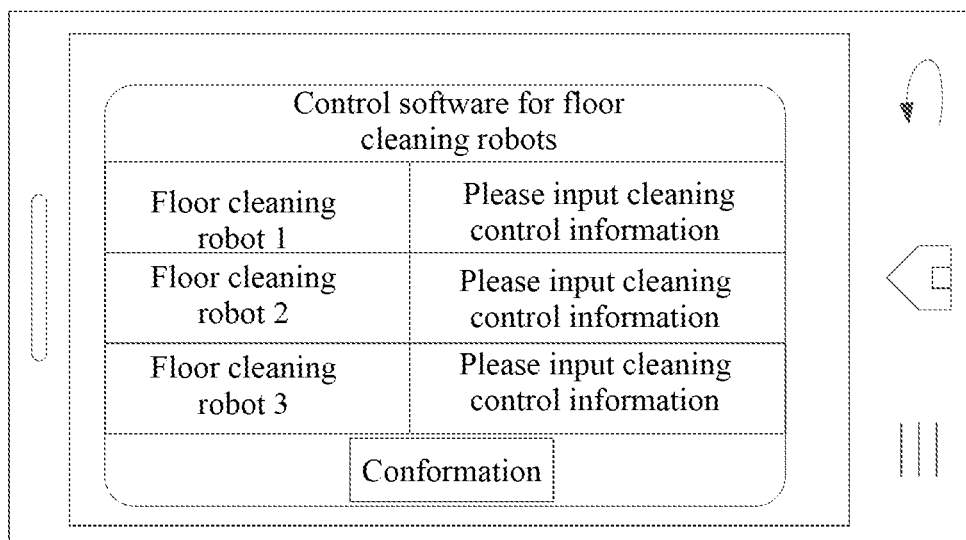 Control software for floor
cleaning robots
Floor cleaning
robot 1
Please input cleaning
control information
Floor cleaning
robot 2
Please input cleaning
control information
Floor cleaning
robot 3
Please input cleaning
control information
Conformation